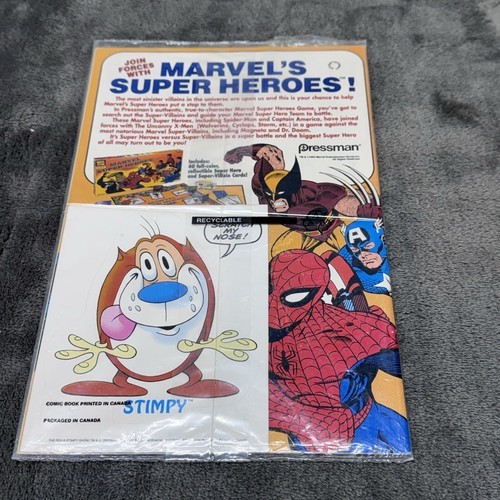 JOIN
FORCES
WITH
MARVEL'S
SUPER HEROES™!
The most sinister villains in the universe are upon us and this is your chance to help
Marvel's Super Heroes put a stop to them.
In Pressman's authentic, true-to-character Marvel Super Heroes Game, you've got to
search out the Super-Villains and guide your Marvel Super Hero Team to battle.
These Marvel Super Heroes, including Spider-Man and Captain America, have joined
forces with The Uncanny X-Men (Wolverine, Cyclops, Storm, etc.) in a game against the
most notorious Marvel Super-Villains, including Magneto and Dr. Doom.
It's Super Heroes versus Super-Villains in a super battle and the biggest Super Hero
of all may turn out to be you!
Pressman™
Includes:
60 full-color,
collectible Super Hero
and Super-Villain Cards!
RECYCLABLE
SCRATCH
MY
NOSE!
COMIC BOOK PRINTED IN CANADA
STIMPY™
PACKAGED IN CANADA